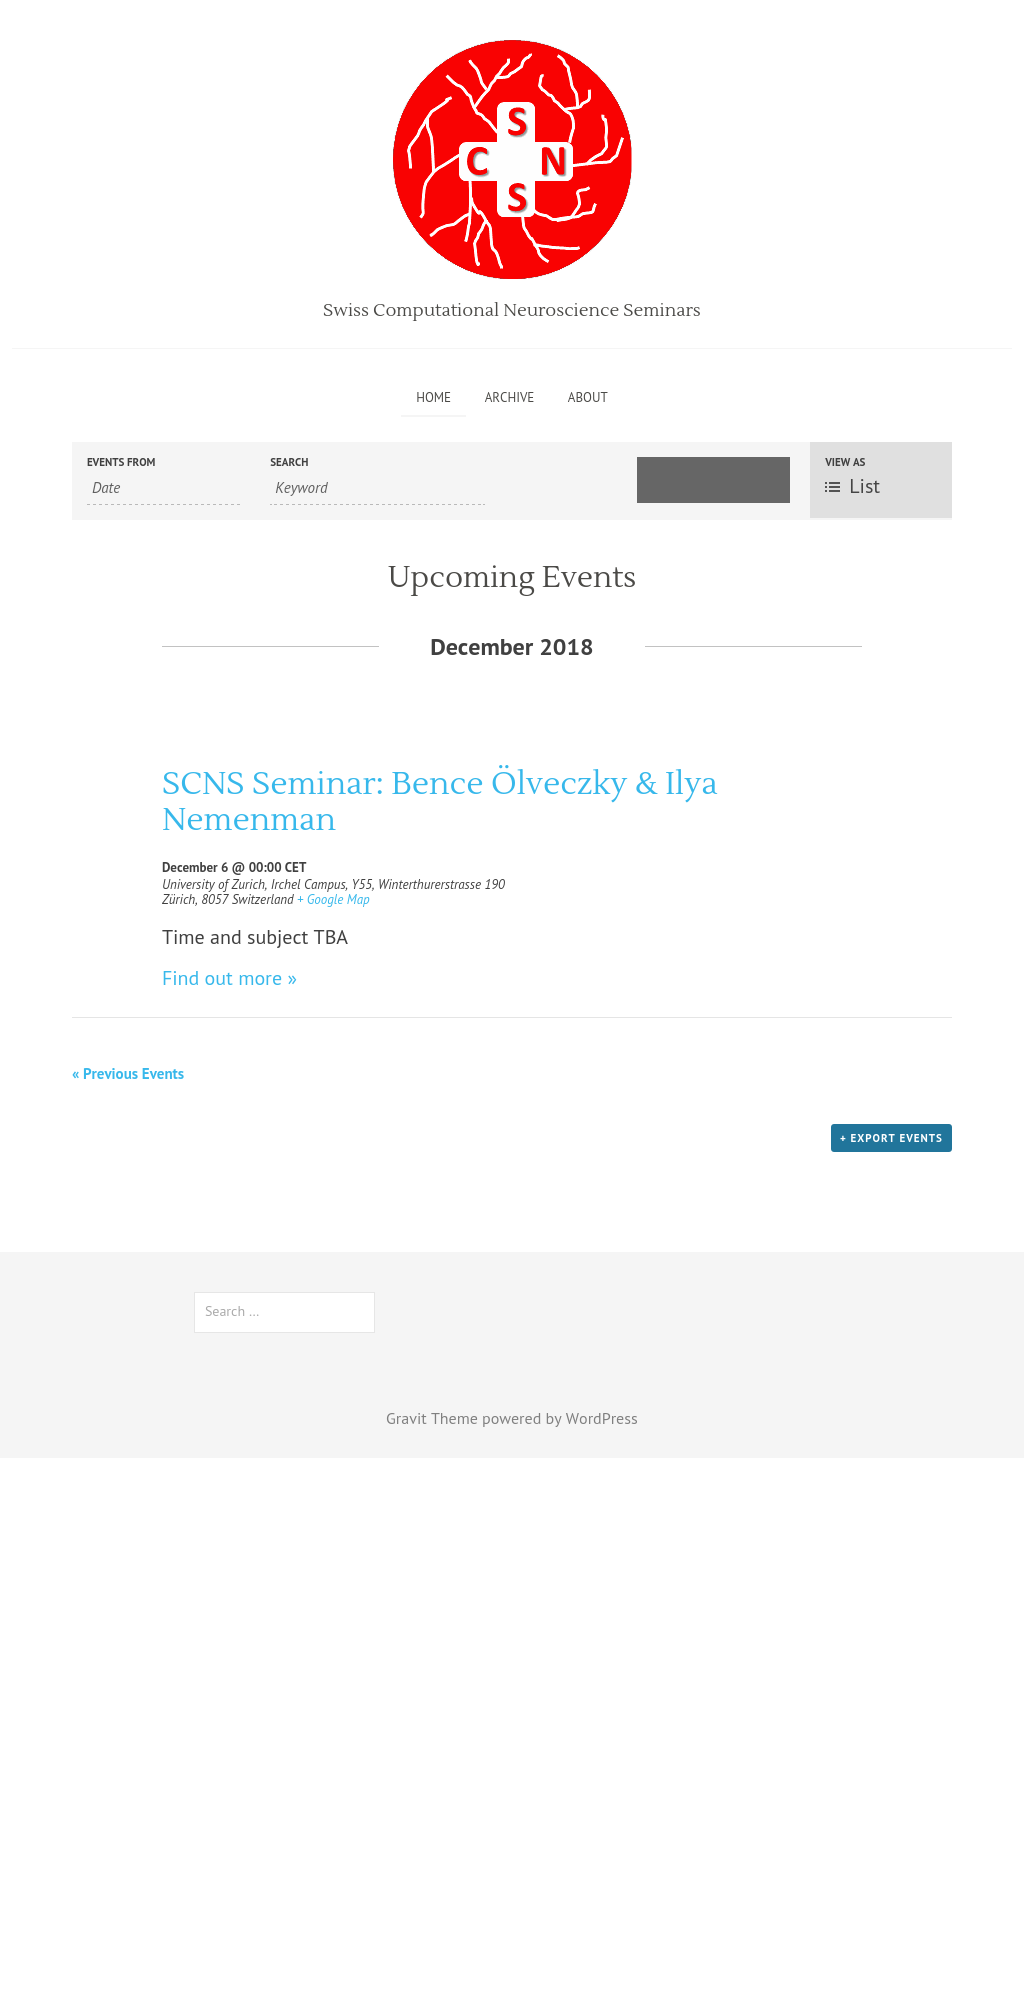 S
C N
S
Swiss Computational Neuroscience Seminars
HOME ARCHIVE ABOUT
EVENTS FROM SEARCH VIEW AS
Date Keyword List
Upcoming Events
December 2018
SCNS Seminar: Bence Ölveczky & Ilya
Nemenman
December 6 @ 00:00 CET
University of Zurich, Irchel Campus, Y55, Winterthurerstrasse 190
Zürich, 8057 Switzerland + Google Map
Time and subject TBA
Find out more »
« Previous Events
+ EXPORT EVENTS
Search ...
Gravit Theme powered by WordPress